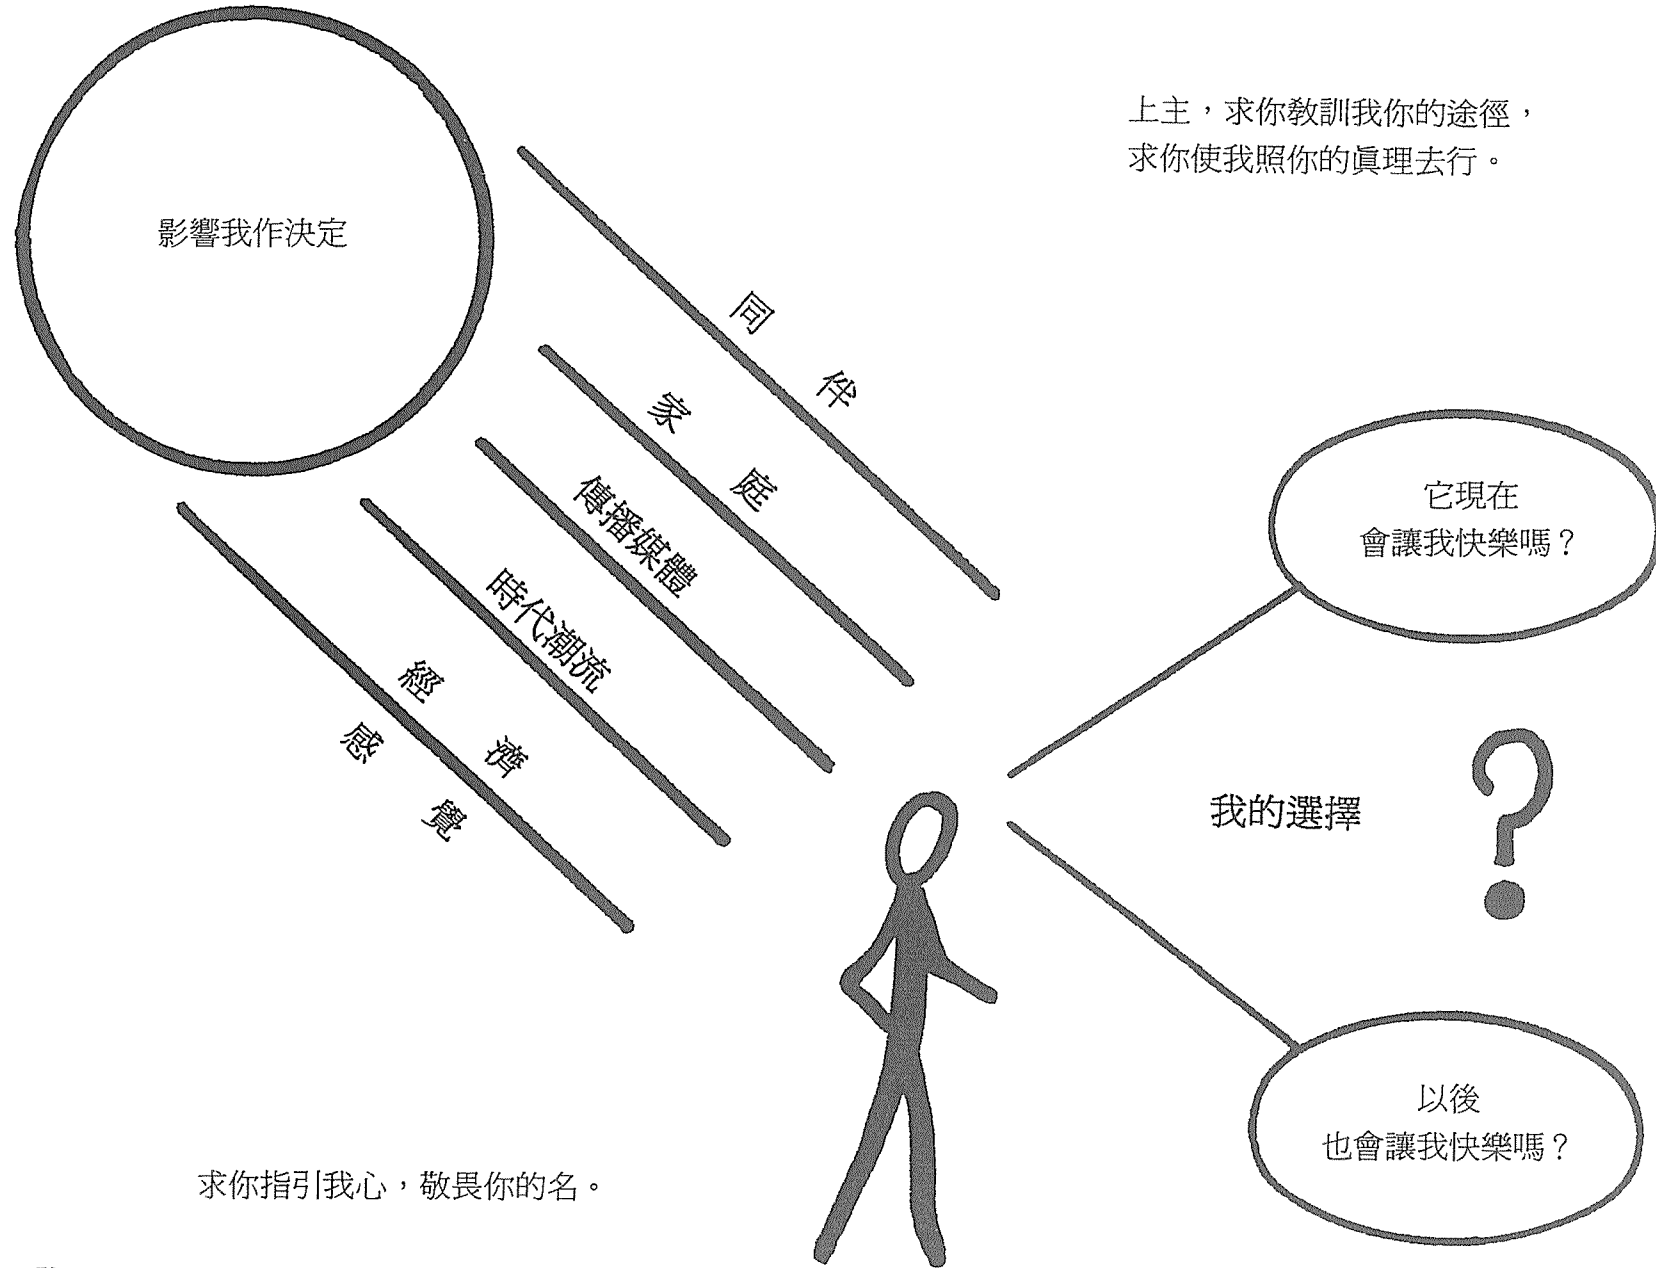 上主，求你教訓我你的途徑，
求你使我照你的眞理去行。
影響我作決定
同伴
家庭
傳播媒體
時代潮流
經濟
感覺
它現在
會讓我快樂嗎？
我的選擇
？
以後
也會讓我快樂嗎？
求你指引我心，敬畏你的名。